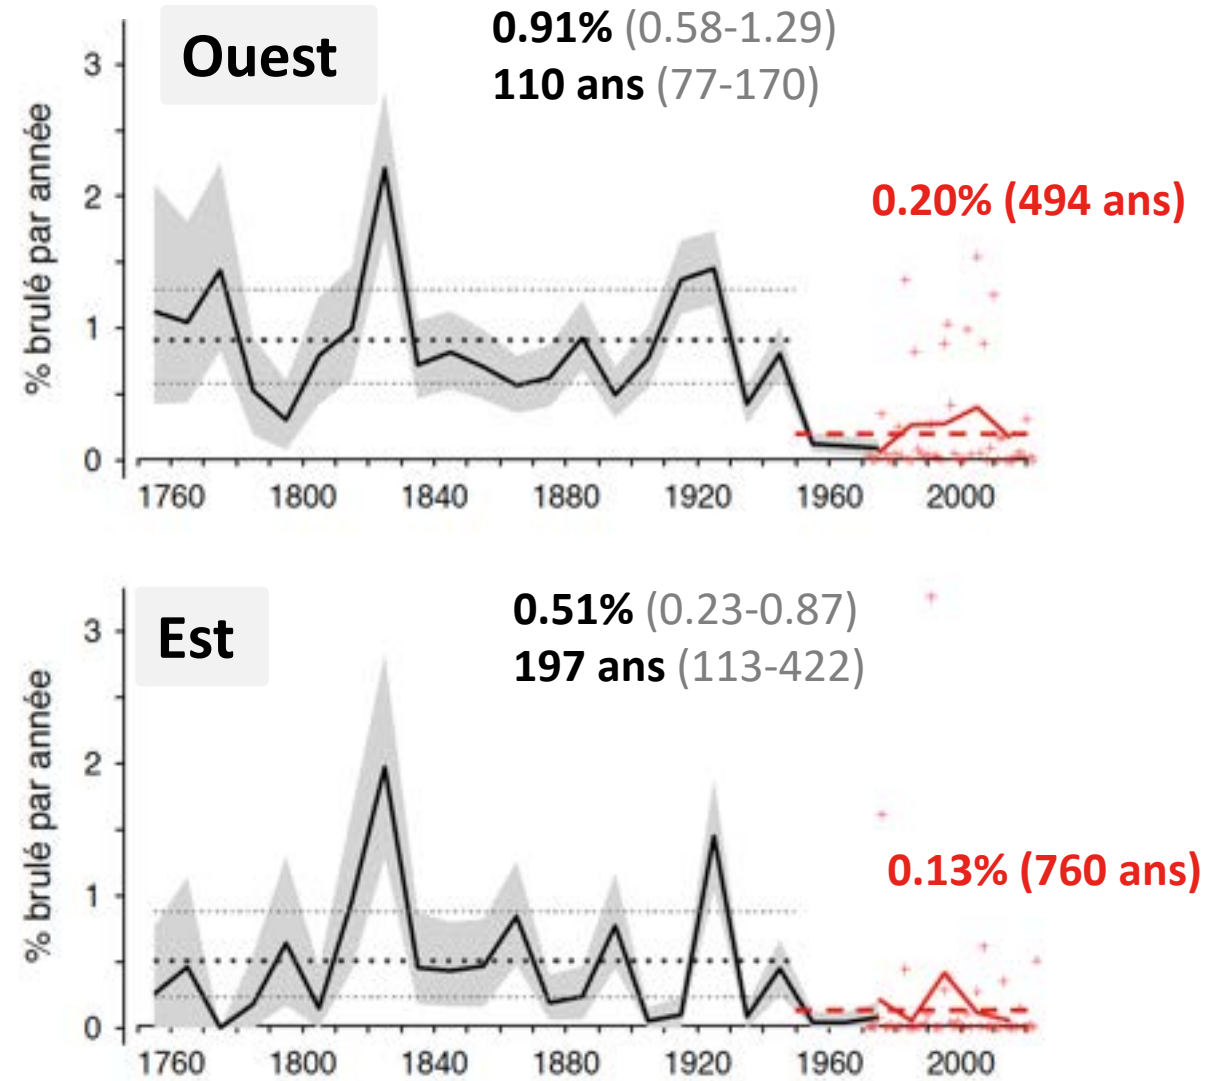 Ouest
0.91% (0.58-1.29)
110 ans (77-170)
0.20% (494 ans)
% brulé par année
3
2
1
0
1760 1800 1840 1880 1920 1960 2000
Est
0.51% (0.23-0.87)
197 ans (113-422)
0.13% (760 ans)
% brulé par année
3
2
1
0
1760 1800 1840 1880 1920 1960 2000